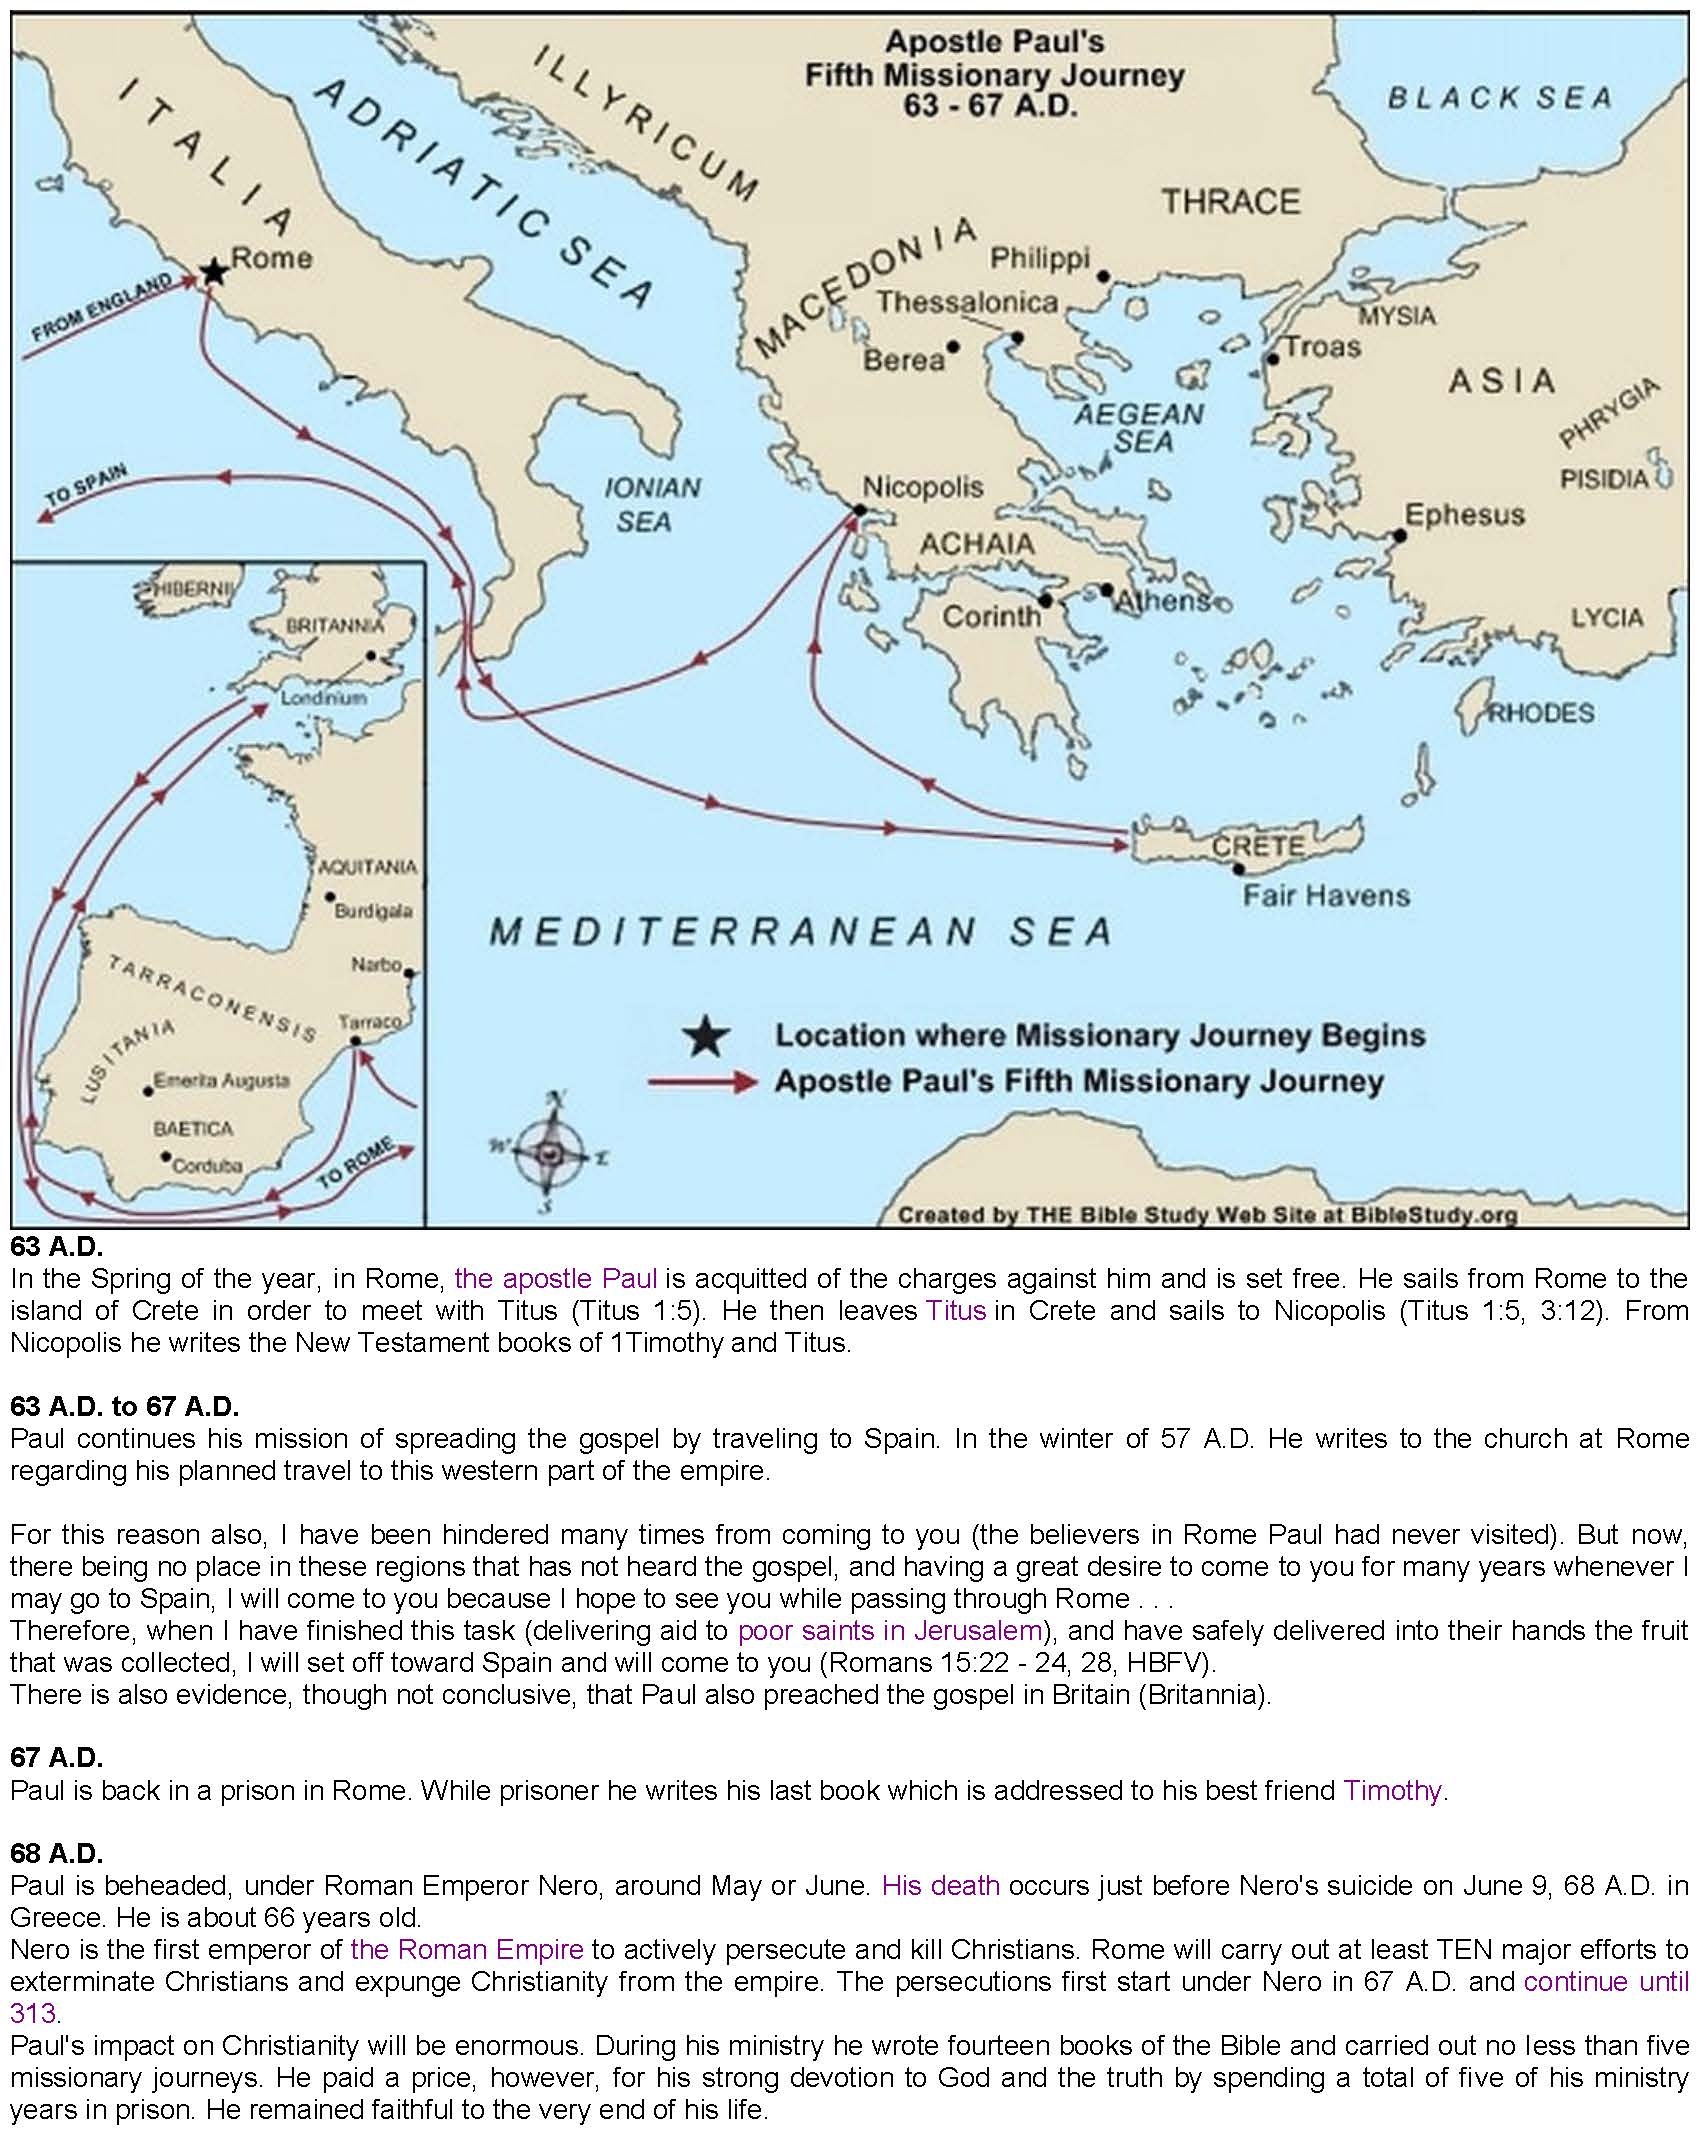 Apostle Paul's
Fifth Missionary Journey
63 - 67 A.D.
ITALIA
ADRIATIC SEA
ILLYRICUM
BLACK SEA
THRACE
MACEDONIA
Philippi
Rome
FROM ENGLAND
Thessalonica
MYSIA
Berea
Troas
ASIA
AEGEAN
SEA
PHRYGIA
PISIDIA
TO SPAIN
IONIAN
SEA
Nicopolis
Ephesus
ACHAIA
Corinth
Athens
LYCIA
RHODES
CRETE
Fair Havens
MEDITERRANEAN SEA
HIBERNII
BRITANNIA
Londinium
AQUITANIA
Burdigala
Narbo
TARRACONENSIS
Tarraco
LUSITANIA
Emerita Augusta
BAETICA
Corduba
TO ROME
Location where Missionary Journey Begins
Apostle Paul's Fifth Missionary Journey
N
W E
S
Created by THE Bible Study Web Site at BibleStudy.org
63 A.D.
In the Spring of the year, in Rome, the apostle Paul is acquitted of the charges against him and is set free. He sails from Rome to the
island of Crete in order to meet with Titus (Titus 1:5). He then leaves Titus in Crete and sails to Nicopolis (Titus 1:5, 3:12). From
Nicopolis he writes the New Testament books of 1Timothy and Titus.
63 A.D. to 67 A.D.
Paul continues his mission of spreading the gospel by traveling to Spain. In the winter of 57 A.D. He writes to the church at Rome
regarding his planned travel to this western part of the empire.
For this reason also, I have been hindered many times from coming to you (the believers in Rome Paul had never visited). But now,
there being no place in these regions that has not heard the gospel, and having a great desire to come to you for many years whenever I
may go to Spain, I will come to you because I hope to see you while passing through Rome . . .
Therefore, when I have finished this task (delivering aid to poor saints in Jerusalem), and have safely delivered into their hands the fruit
that was collected, I will set off toward Spain and will come to you (Romans 15:22 - 24, 28, HBFV).
There is also evidence, though not conclusive, that Paul also preached the gospel in Britain (Britannia).
67 A.D.
Paul is back in a prison in Rome. While prisoner he writes his last book which is addressed to his best friend Timothy.
68 A.D.
Paul is beheaded, under Roman Emperor Nero, around May or June. His death occurs just before Nero's suicide on June 9, 68 A.D. in
Greece. He is about 66 years old.
Nero is the first emperor of the Roman Empire to actively persecute and kill Christians. Rome will carry out at least TEN major efforts to
exterminate Christians and expunge Christianity from the empire. The persecutions first start under Nero in 67 A.D. and continue until
313.
Paul's impact on Christianity will be enormous. During his ministry he wrote fourteen books of the Bible and carried out no less than five
missionary journeys. He paid a price, however, for his strong devotion to God and the truth by spending a total of five of his ministry
years in prison. He remained faithful to the very end of his life.